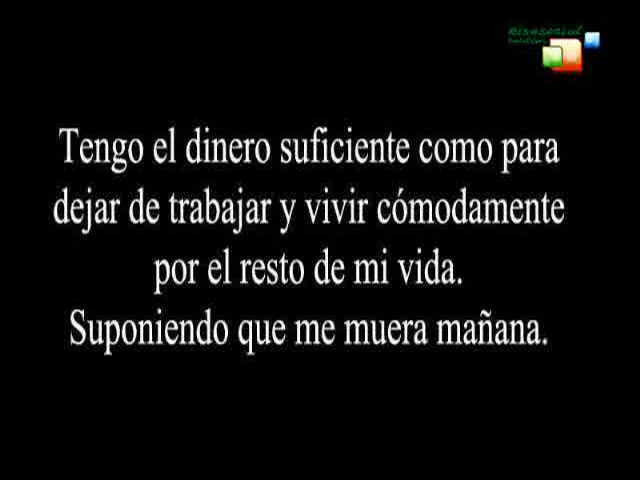 Tengo el dinero suficiente como para
dejar de trabajar y vivir cómodamente
por el resto de mi vida.
Suponiendo que me muera mañana.